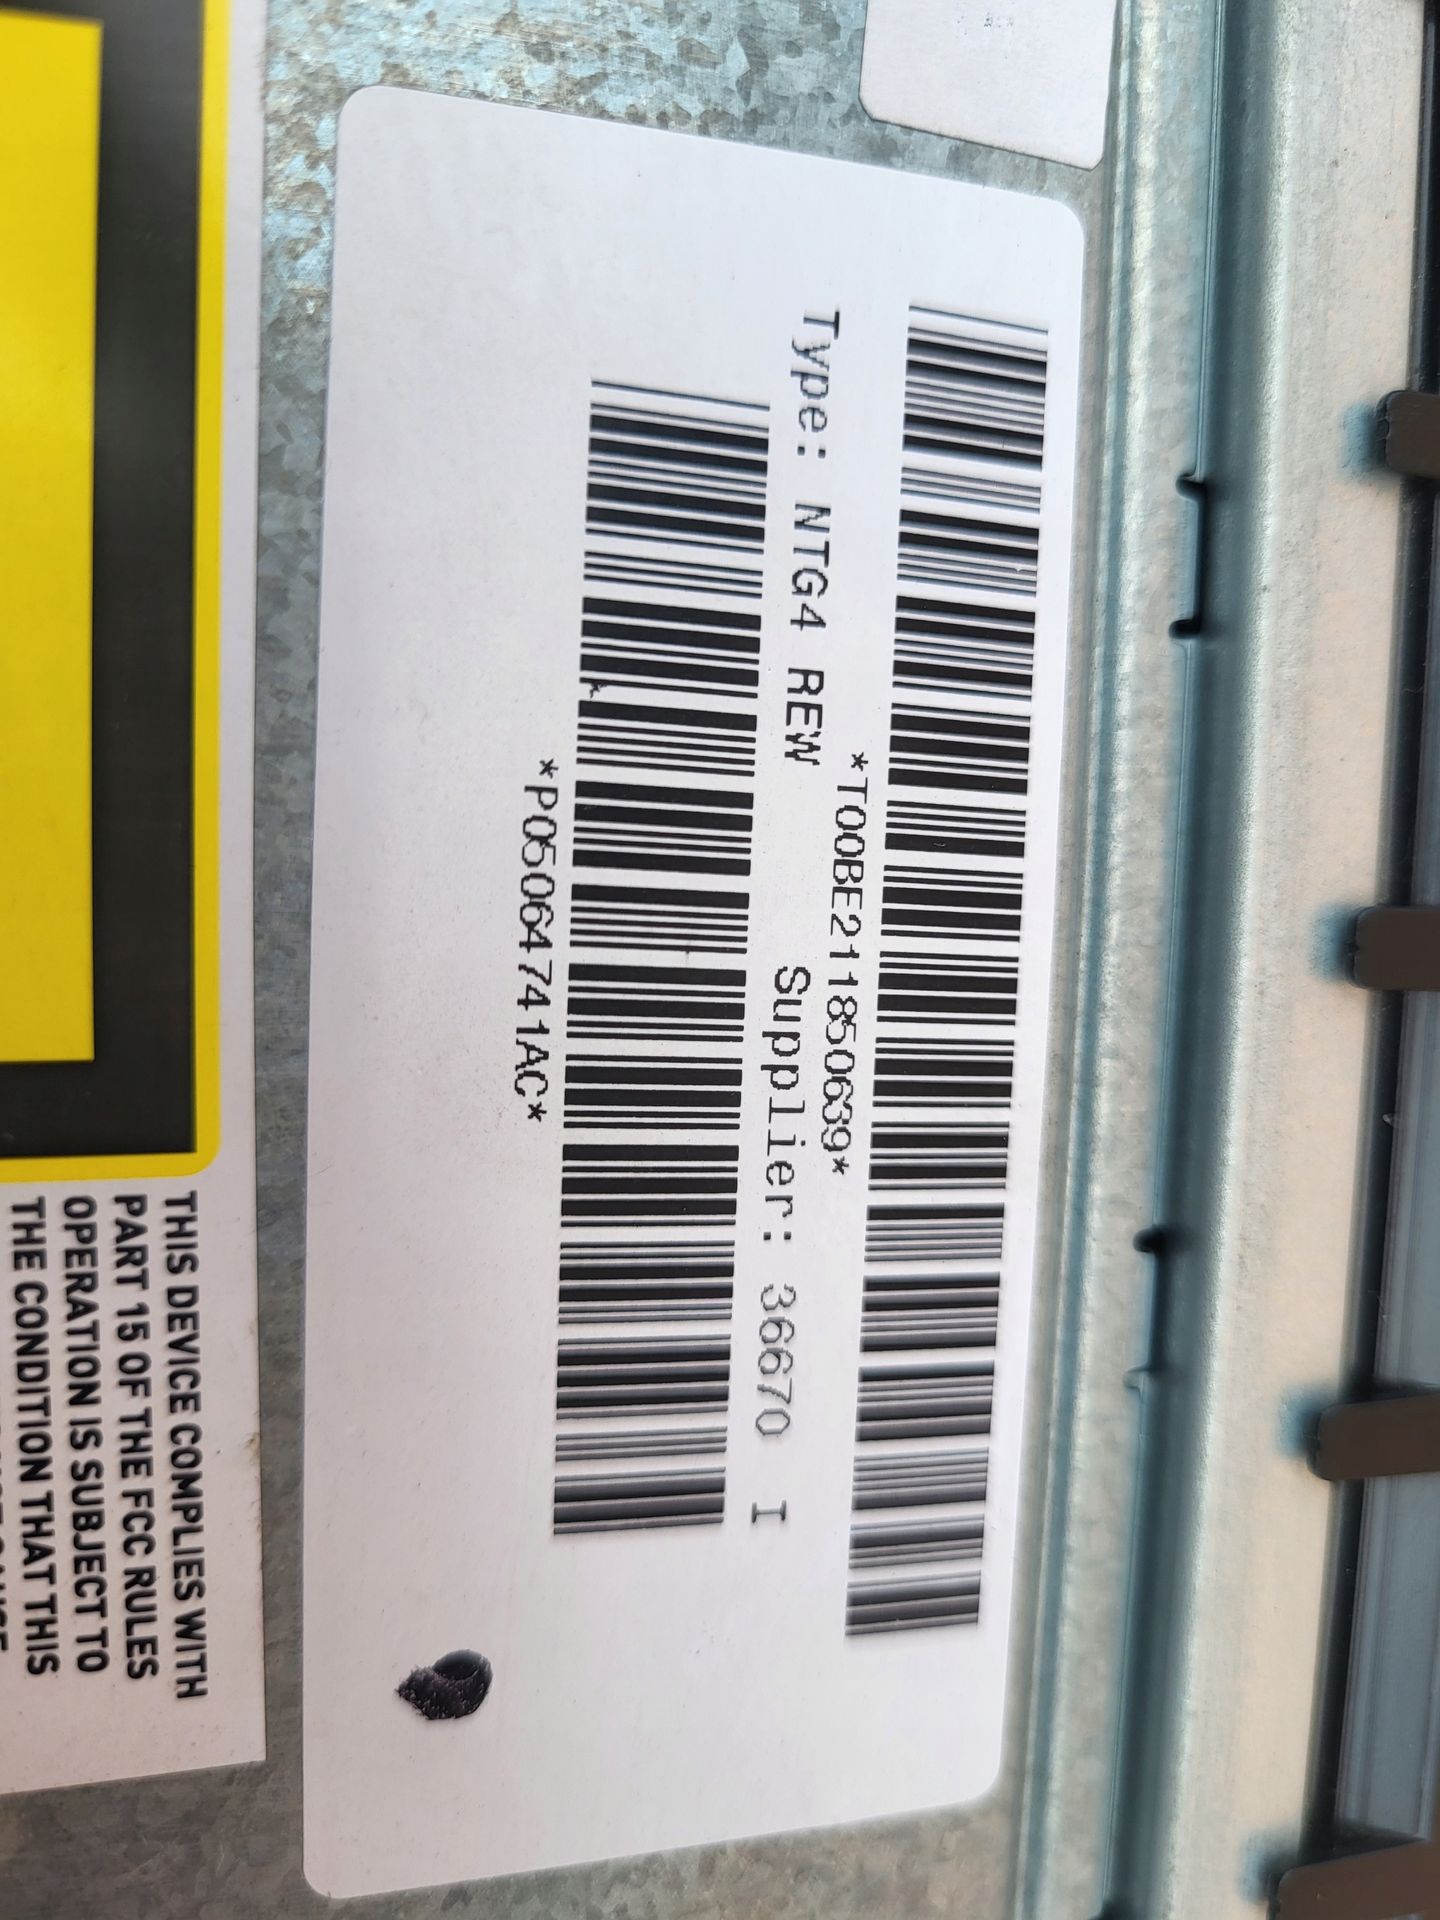 *T00BE211850639*
Type: NTG4 REW Supplier: 36670 I
*P05064741AC*
THIS DEVICE COMPLIES WITH
PART 15 OF THE FCC RULES
OPERATION IS SUBJECT TO
THE CONDITION THAT THIS